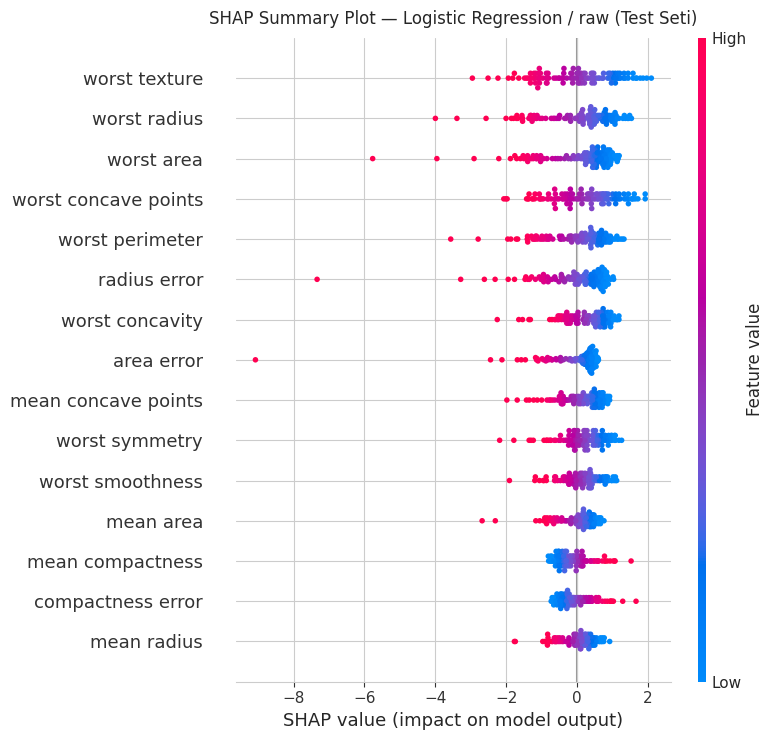 SHAP Summary Plot — Logistic Regression / raw (Test Seti)
High
worst texture
worst radius
worst area
worst concave points
worst perimeter
radius error
worst concavity
area error
mean concave points
worst symmetry
worst smoothness
mean area
mean compactness
compactness error
mean radius
Feature value
Low
−8 −6 −4 −2 0 2
SHAP value (impact on model output)